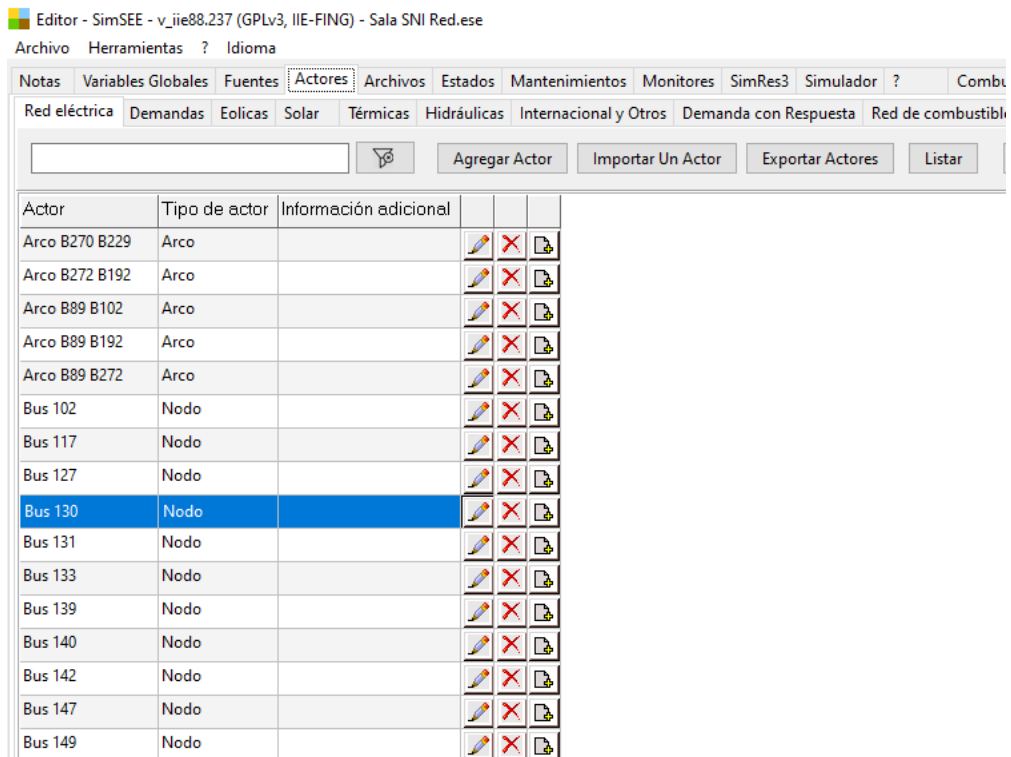 Editor - SimSEE - v_iie88.237 (GPLv3, IIE-FING) - Sala SNI Red.ese
Archivo Herramientas ? Idioma
Notas Variables Globales Fuentes Actores Archivos Estados Mantenimientos Monitores SimRes3 Simulador ? Combu
Red eléctrica Demandas Eolicas Solar Térmicas Hidráulicas Internacional y Otros Demanda con Respuesta Red de combustible
Agregar Actor Importar Un Actor Exportar Actores Listar
Actor Tipo de actor Información adicional
Arco B270 B229 Arco
Arco B272 B192 Arco
Arco B89 B102 Arco
Arco B89 B192 Arco
Arco B89 B272 Arco
Bus 102 Nodo
Bus 117 Nodo
Bus 127 Nodo
Bus 130 Nodo
Bus 131 Nodo
Bus 133 Nodo
Bus 139 Nodo
Bus 140 Nodo
Bus 142 Nodo
Bus 147 Nodo
Bus 149 Nodo